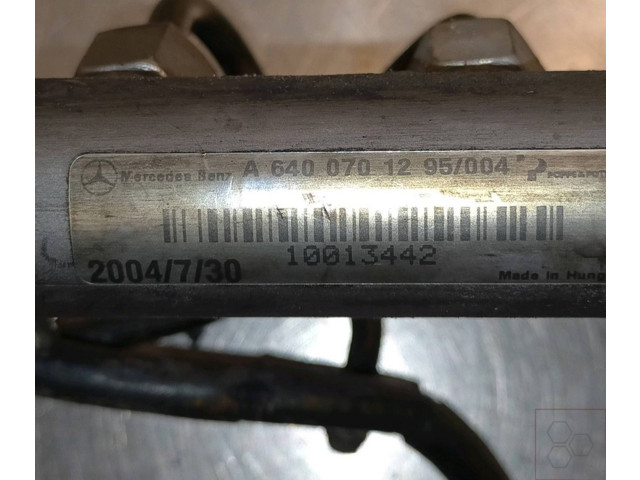 Mercedes Benz A 640 070 12 95/004
10013442
2004/7/30
Made in Hung